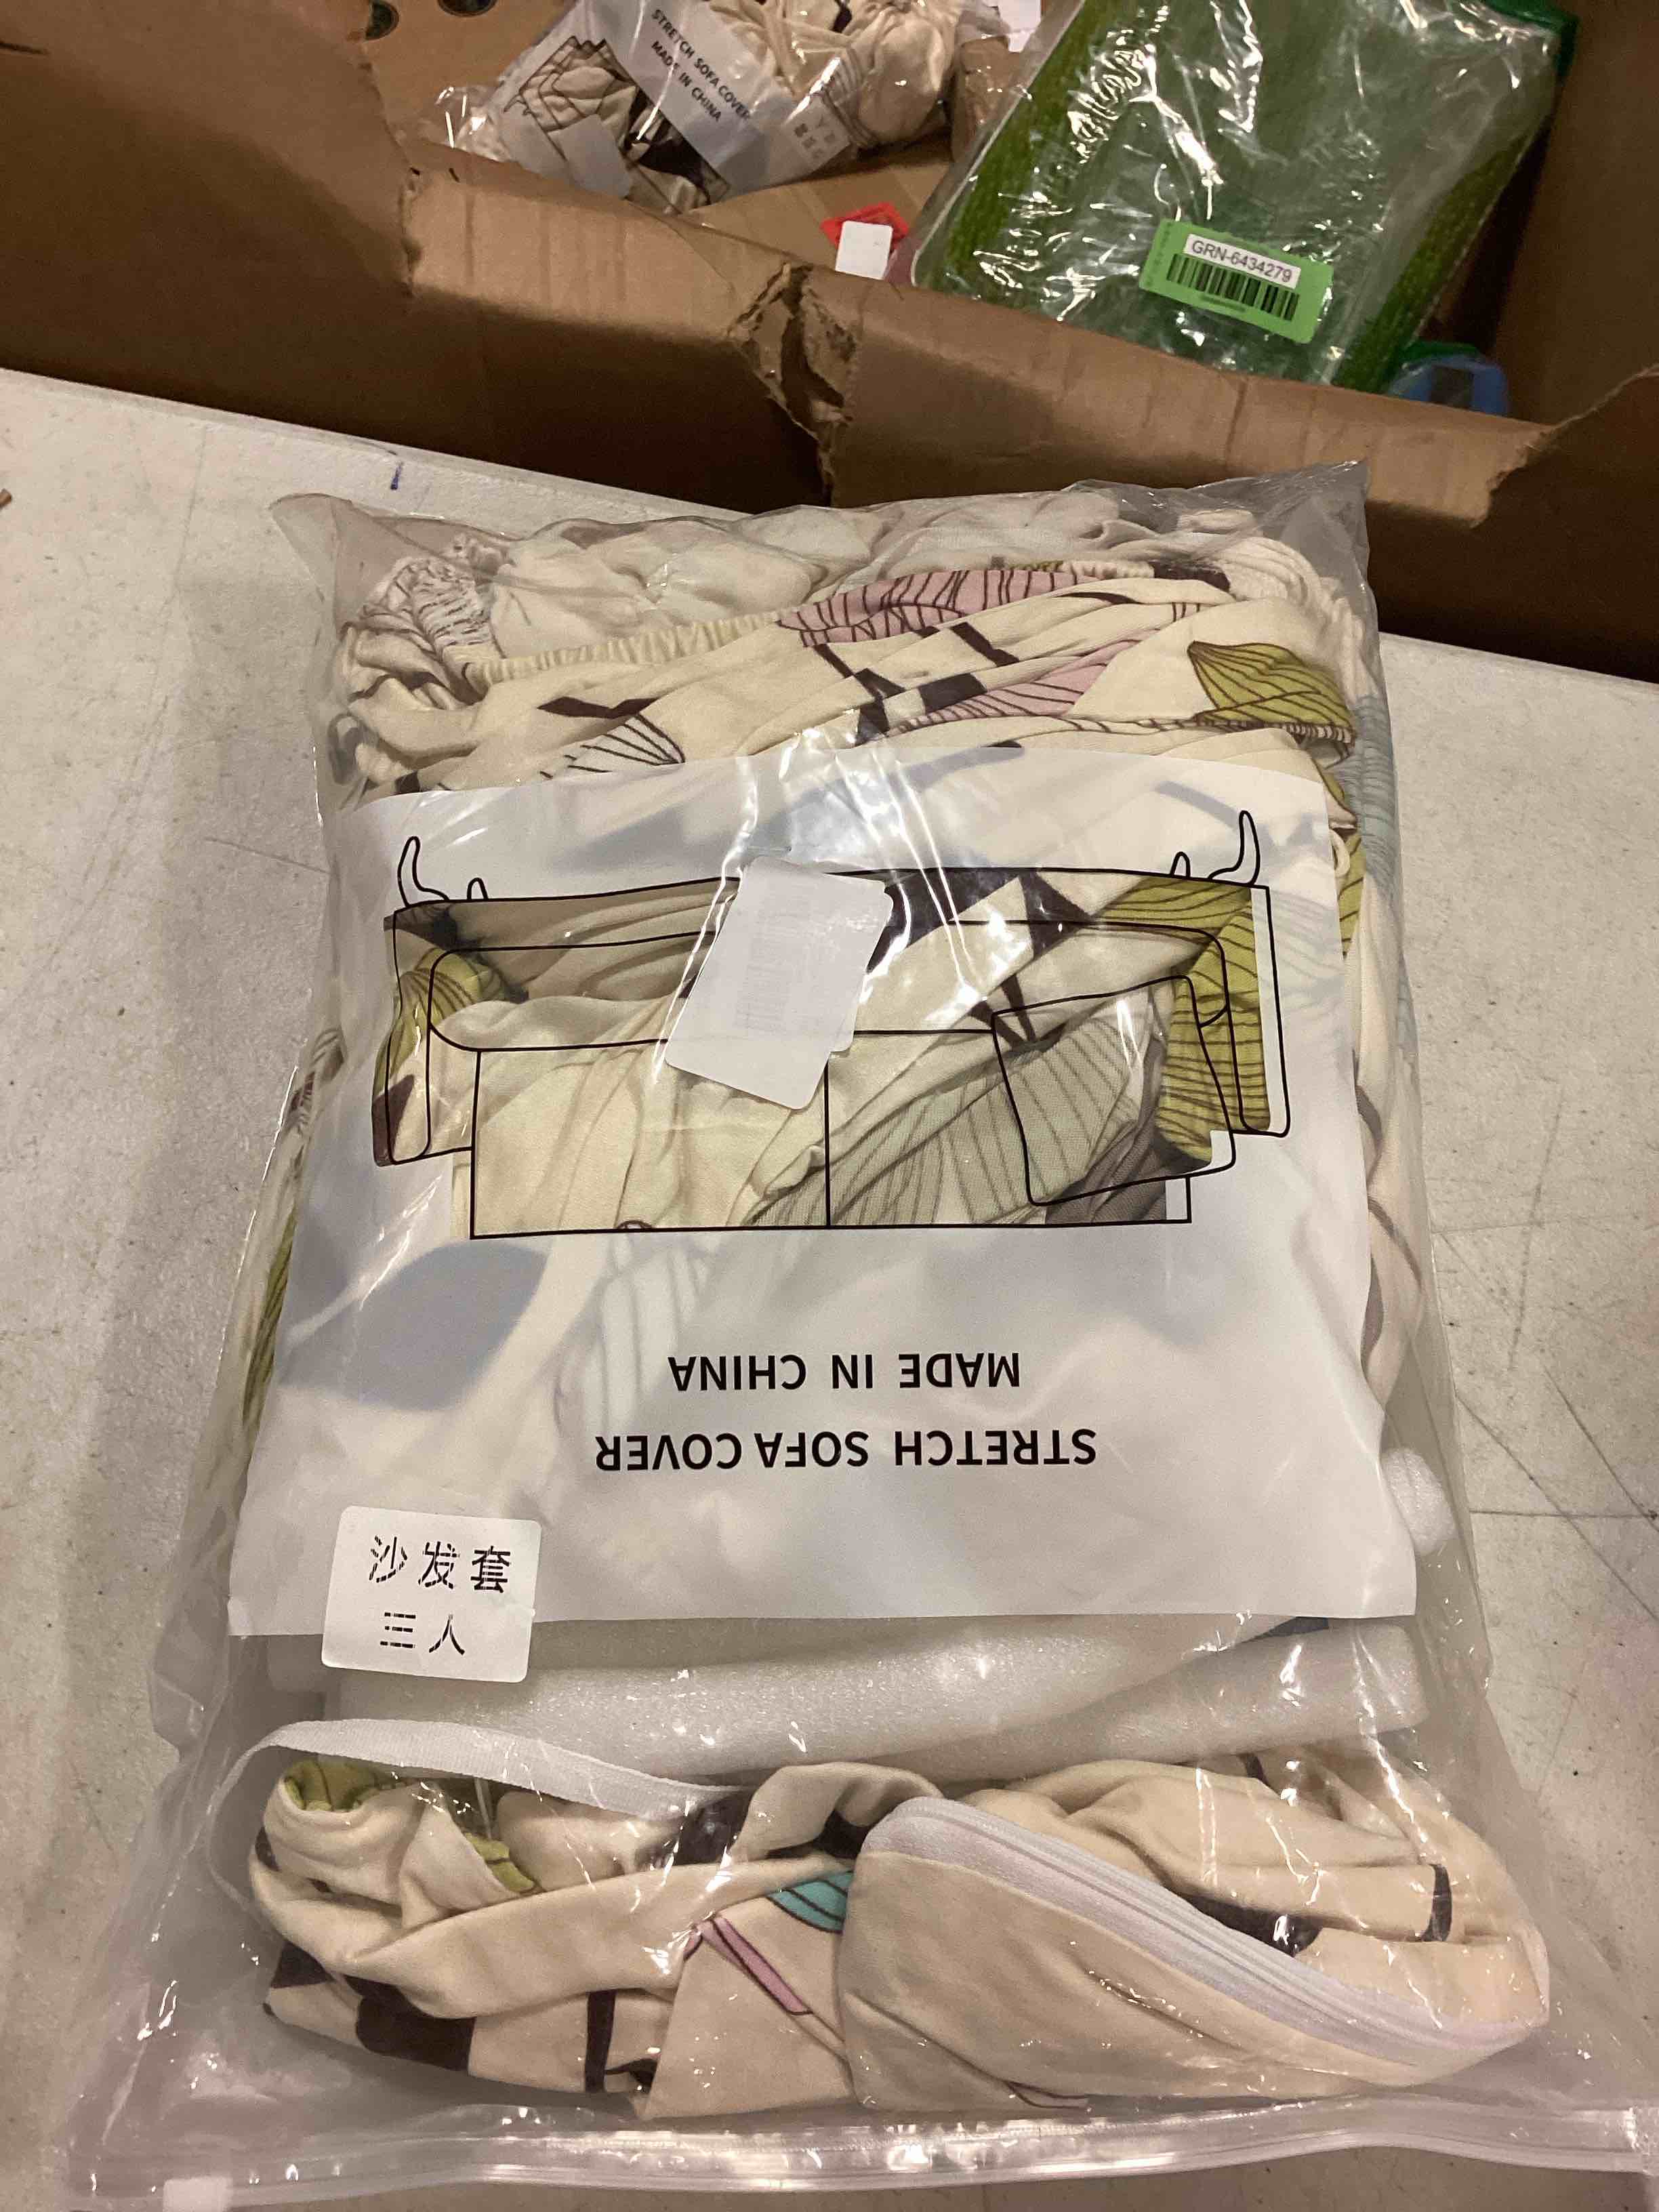 STRETCH SOFA COVER
MADE IN CHINA
GRN-6434279
STRETCH SOFA COVER
MADE IN CHINA
沙发套
三人